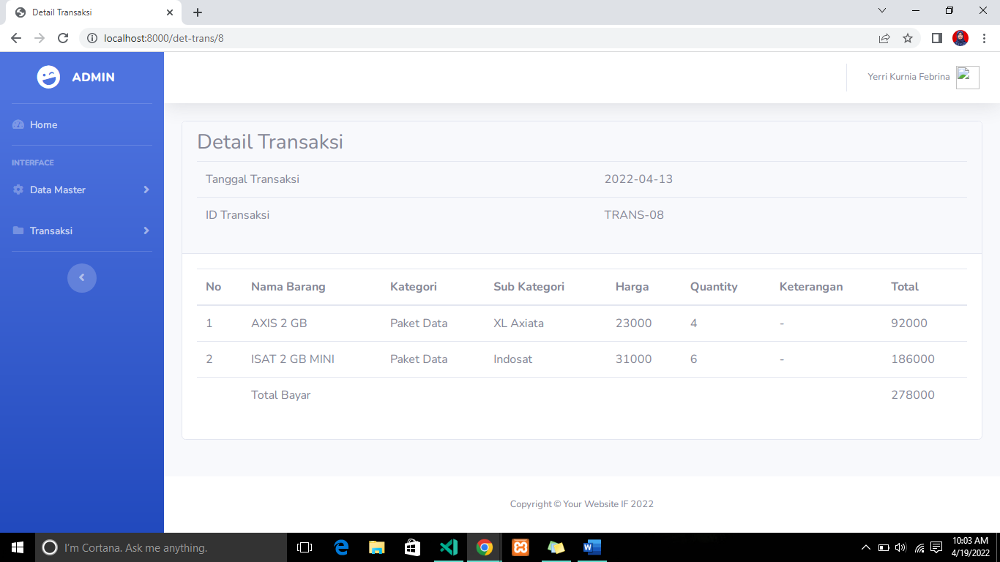 Detail Transaksi
localhost:8000/det-trans/8
ADMIN
Yerri Kurnia Febrina
Home
INTERFACE
Data Master
Transaksi
Detail Transaksi
Tanggal Transaksi 2022-04-13
ID Transaksi TRANS-08
No Nama Barang Kategori Sub Kategori Harga Quantity Keterangan Total
1 AXIS 2 GB Paket Data XL Axiata 23000 4 - 92000
2 ISAT 2 GB MINI Paket Data Indosat 31000 6 - 186000
Total Bayar 278000
Copyright © Your Website IF 2022
I'm Cortana. Ask me anything.
10:03 AM
4/19/2022